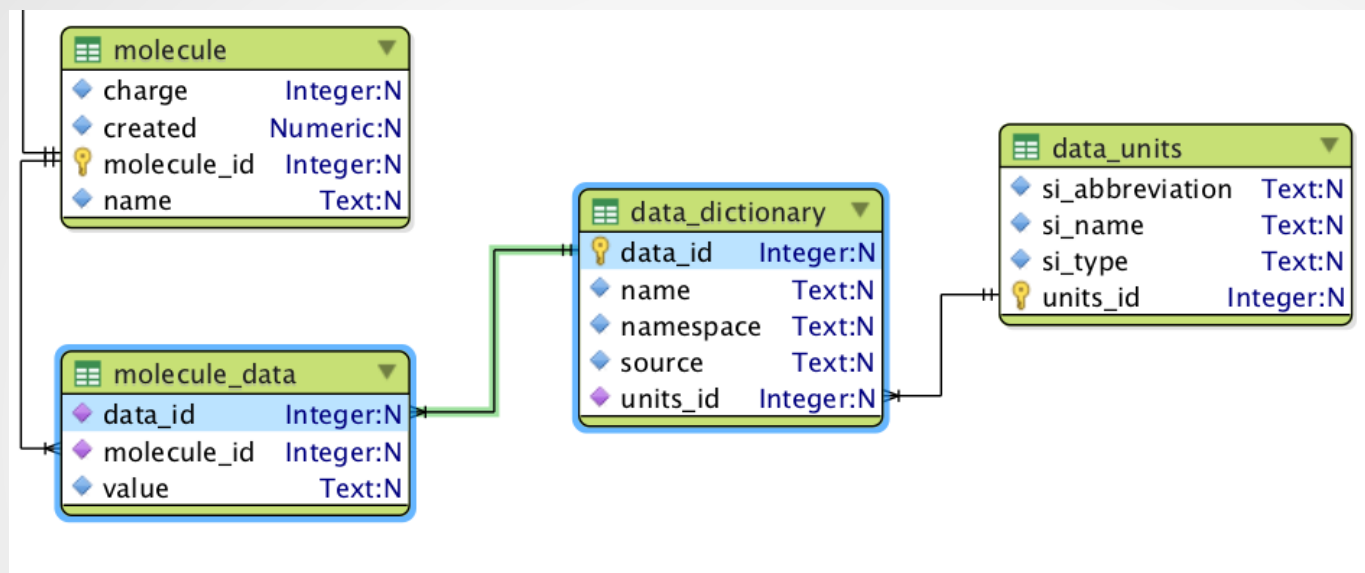 molecule
charge Integer:N
created Numeric:N
molecule_id Integer:N
name Text:N
data_units
si_abbreviation Text:N
si_name Text:N
si_type Text:N
units_id Integer:N
data_dictionary
data_id Integer:N
name Text:N
namespace Text:N
source Text:N
units_id Integer:N
molecule_data
data_id Integer:N
molecule_id Integer:N
value Text:N